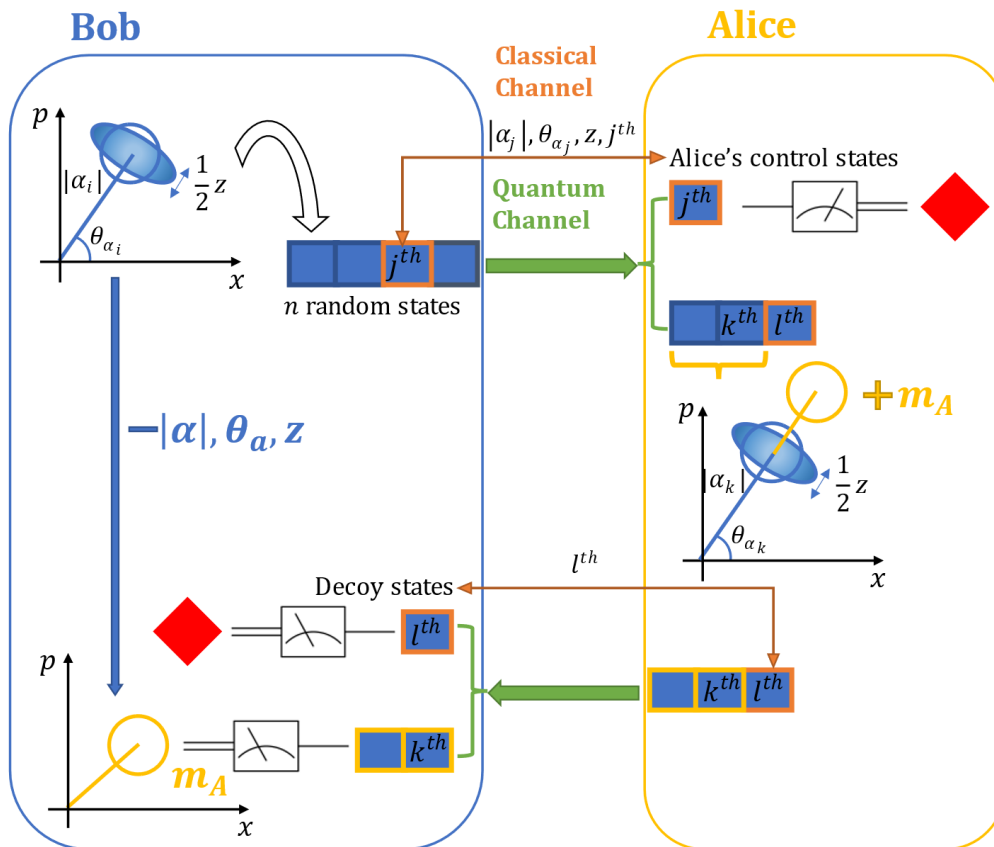 Bob
Alice
Classical
Channel
|α_j|, θ_{α_j}, z, j^{th}
Quantum
Channel
Alice's control states
p
|α_i|
1/2 z
θ_{α_i}
x
j^{th}
n random states
j^{th}
k^{th} l^{th}
+m_A
p
|α_k|
1/2 z
θ_{α_k}
x
−|α|, θ_a, z
l^{th}
Decoy states
l^{th}
k^{th} l^{th}
p
m_A
k^{th}
x